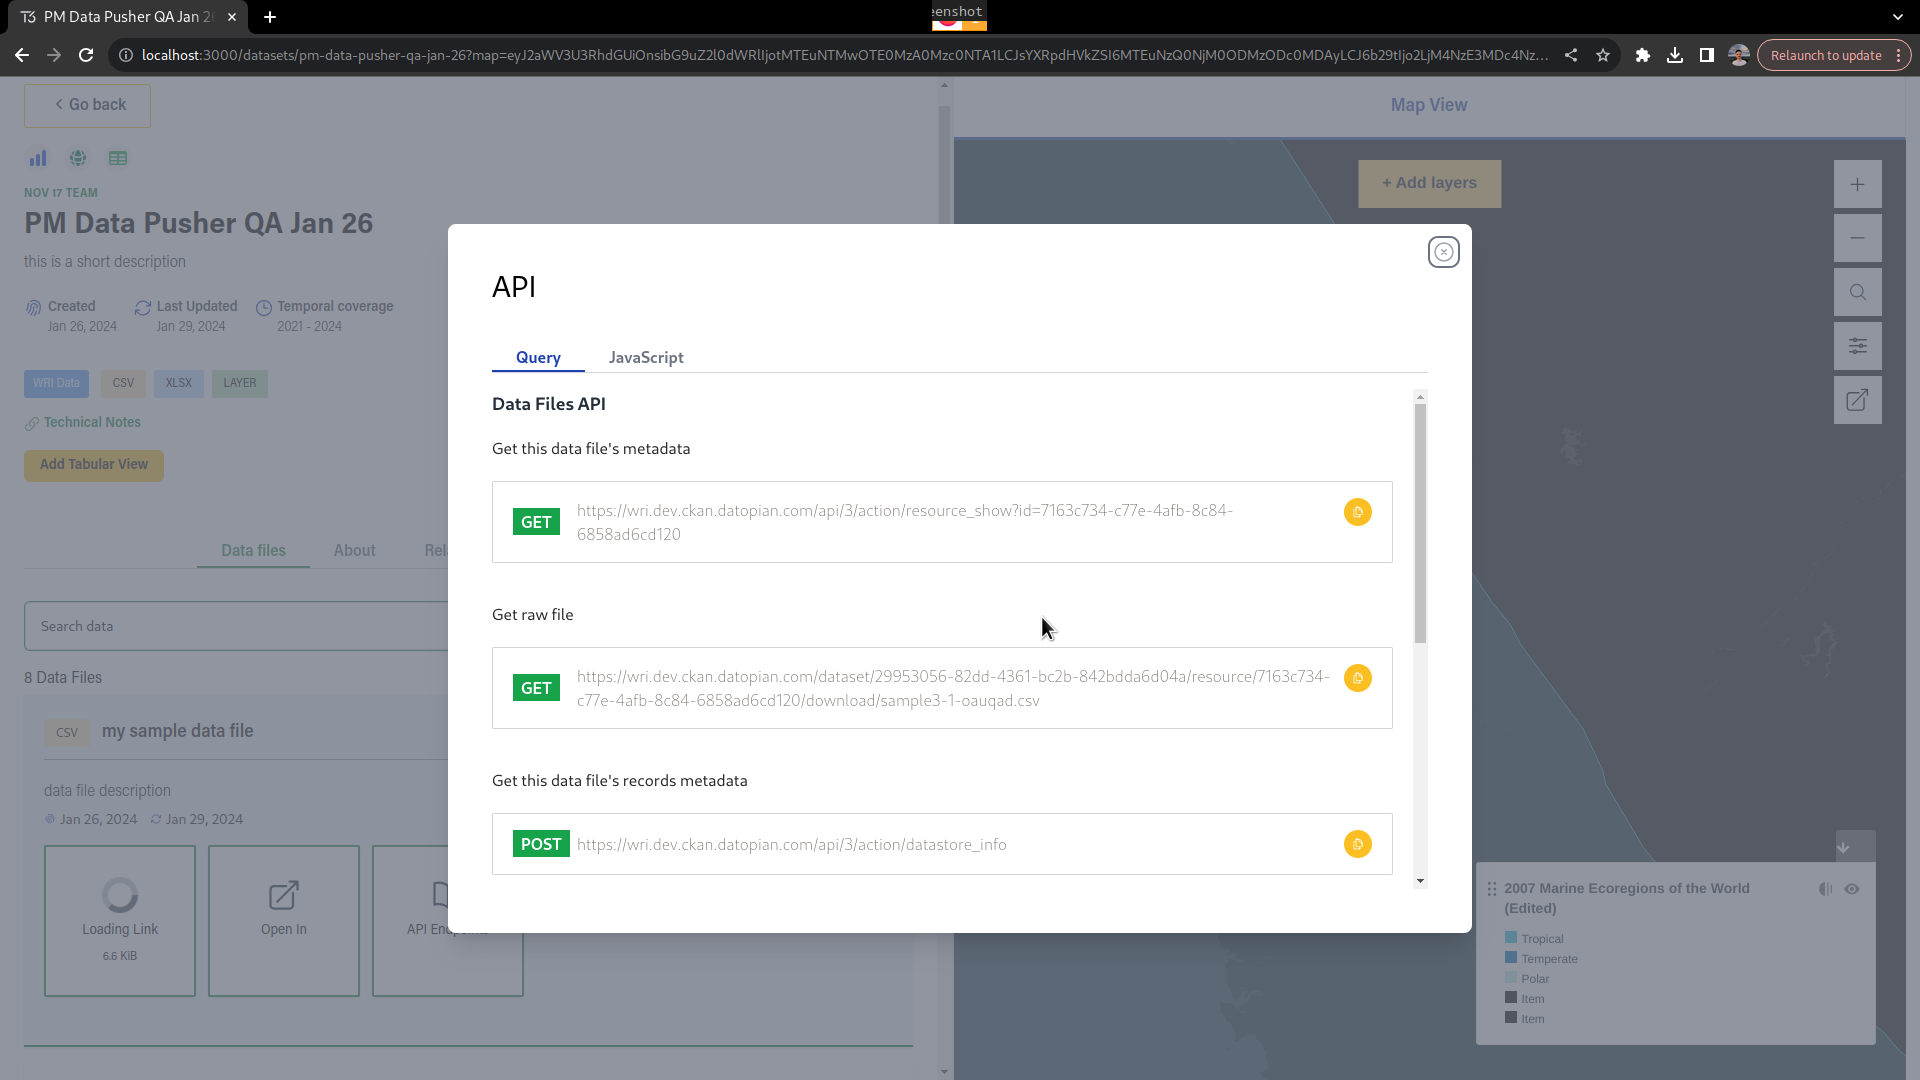 PM Data Pusher QA Jan 2
eenshot
localhost:3000/datasets/pm-data-pusher-qa-jan-26?map=eyJ2aWV3U3RhdGUiOnsibG9uZ2l0dWRlIjotMTEuNTMwOTE0MzA0Mzc0NTA1LCJsYXRpdHVkZSI6MTEuNzQ0NjM0ODMzODc0MDAyLCJ6b29tIjo2LjM4NzE3MDc4Nz...
Relaunch to update
Go back
Map View
+ Add layers
NOV 17 TEAM
PM Data Pusher QA Jan 26
this is a short description
Created
Jan 26, 2024
Last Updated
Jan 29, 2024
Temporal coverage
2021 - 2024
WRI Data
CSV
XLSX
LAYER
Technical Notes
Add Tabular View
Data files
About
Rel
Search data
8 Data Files
CSV
my sample data file
data file description
Jan 26, 2024
Jan 29, 2024
Loading Link
6.6 KiB
Open In
API En
API
Query
JavaScript
Data Files API
Get this data file's metadata
GET
https://wri.dev.ckan.datopian.com/api/3/action/resource_show?id=7163c734-c77e-4afb-8c84-
6858ad6cd120
Get raw file
GET
https://wri.dev.ckan.datopian.com/dataset/29953056-82dd-4361-bc2b-842bdda6d04a/resource/7163c734-
c77e-4afb-8c84-6858ad6cd120/download/sample3-1-oauqad.csv
Get this data file's records metadata
POST
https://wri.dev.ckan.datopian.com/api/3/action/datastore_info
2007 Marine Ecoregions of the World
(Edited)
Tropical
Temperate
Polar
Item
Item